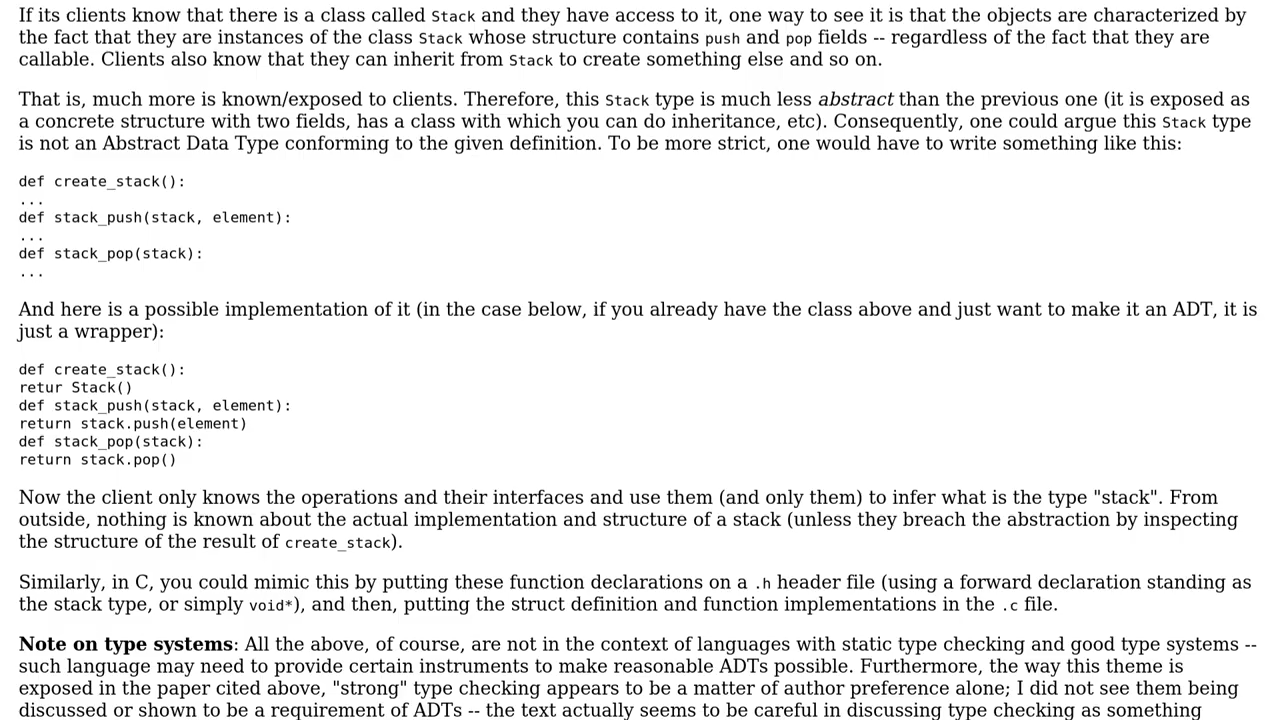 If its clients know that there is a class called Stack and they have access to it, one way to see it is that the objects are characterized by
the fact that they are instances of the class Stack whose structure contains push and pop fields -- regardless of the fact that they are
callable. Clients also know that they can inherit from Stack to create something else and so on.
That is, much more is known/exposed to clients. Therefore, this Stack type is much less abstract than the previous one (it is exposed as
a concrete structure with two fields, has a class with which you can do inheritance, etc). Consequently, one could argue this Stack type
is not an Abstract Data Type conforming to the given definition. To be more strict, one would have to write something like this:
def create_stack():
...
def stack_push(stack, element):
...
def stack_pop(stack):
...
And here is a possible implementation of it (in the case below, if you already have the class above and just want to make it an ADT, it is
just a wrapper):
def create_stack():
retur Stack()
def stack_push(stack, element):
return stack.push(element)
def stack_pop(stack):
return stack.pop()
Now the client only knows the operations and their interfaces and use them (and only them) to infer what is the type "stack". From
outside, nothing is known about the actual implementation and structure of a stack (unless they breach the abstraction by inspecting
the structure of the result of create_stack).
Similarly, in C, you could mimic this by putting these function declarations on a .h header file (using a forward declaration standing as
the stack type, or simply void*), and then, putting the struct definition and function implementations in the .c file.
Note on type systems: All the above, of course, are not in the context of languages with static type checking and good type systems --
such language may need to provide certain instruments to make reasonable ADTs possible. Furthermore, the way this theme is
exposed in the paper cited above, "strong" type checking appears to be a matter of author preference alone; I did not see them being
discussed or shown to be a requirement of ADTs -- the text actually seems to be careful in discussing type checking as something